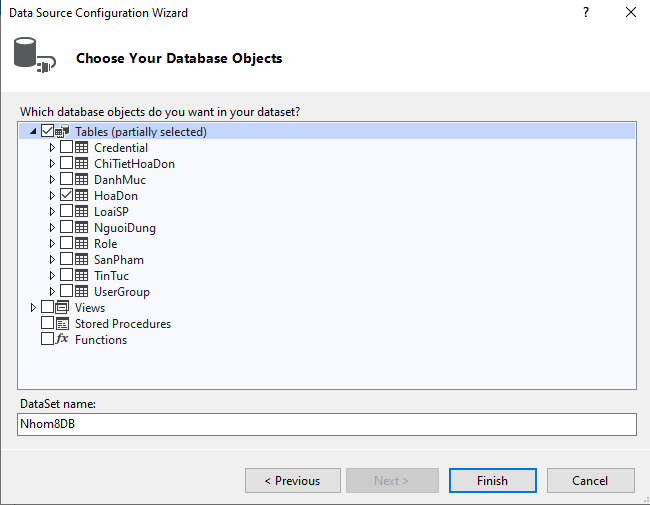 Data Source Configuration Wizard ?
Choose Your Database Objects
Which database objects do you want in your dataset?
Tables (partially selected)
Credential
ChiTietHoaDon
DanhMuc
HoaDon
LoaiSP
NguoiDung
Role
SanPham
TinTuc
UserGroup
Views
Stored Procedures
fx Functions
DataSet name:
Nhom8DB
< Previous Next > Finish Cancel